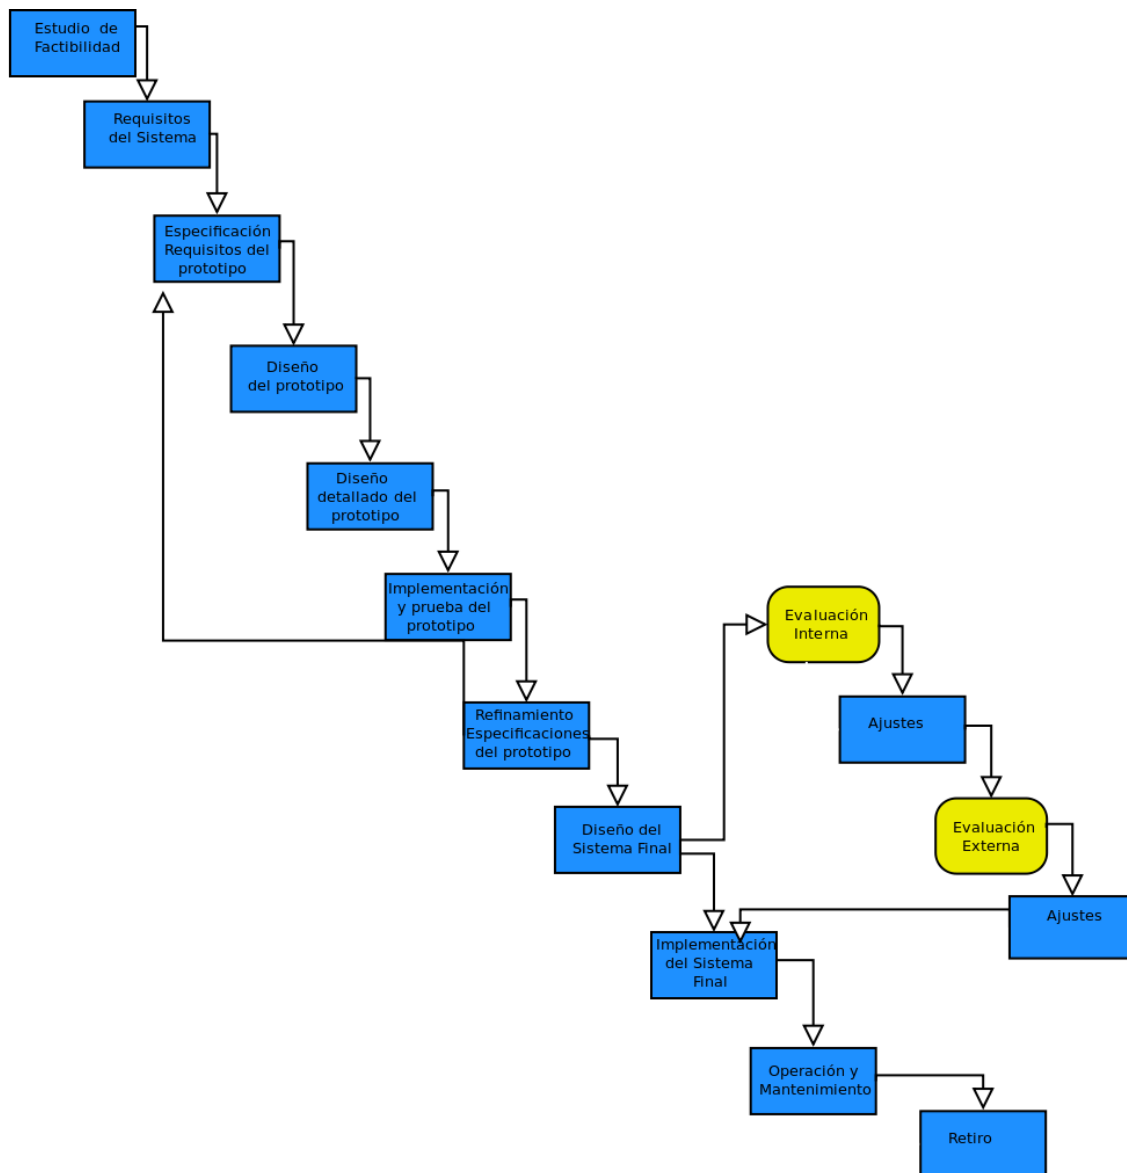 Estudio de
Factibilidad
Requisitos
del Sistema
Especificación
Requisitos del
prototipo
Diseño
del prototipo
Diseño
detallado del
prototipo
Implementación
y prueba del
prototipo
Refinamiento
Especificaciones
del prototipo
Diseño del
Sistema Final
Evaluación
Interna
Ajustes
Evaluación
Externa
Ajustes
Implementación
del Sistema
Final
Operación y
Mantenimiento
Retiro